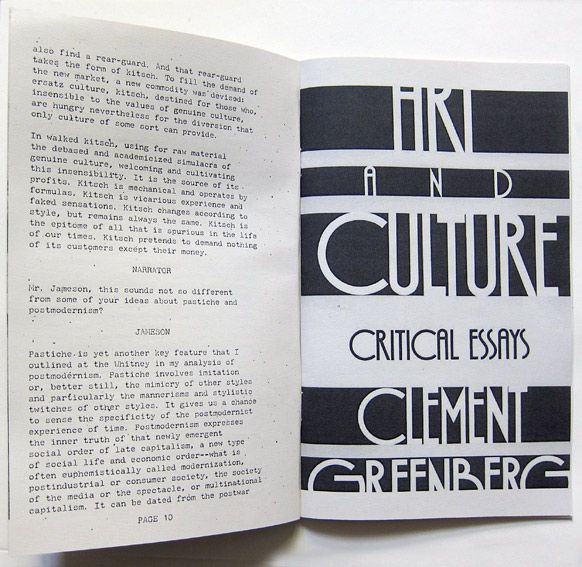 also find a rear-guard. And that rear-guard
takes the form of kitsch. To fill the demand of
the new market, a new commodity was devised:
ersatz culture, kitsch, destined for those who,
insensible to the values of genuine culture,
are hungry nevertheless for the diversion that
only culture of some sort can provide.
In walked kitsch, using for raw material
the debased and academicized simulacra of
genuine culture, welcoming and cultivating
this insensibility. It is the source of its
profits. Kitsch is mechanical and operates by
formulas. Kitsch is vicarious experience and
faked sensations. Kitsch changes according to
style, but remains always the same. Kitsch is
the epitome of all that is spurious in the life
of our times. Kitsch pretends to demand nothing
of its customers except their money.
NARRATOR
Mr. Jameson, this sounds not so different
from some of your ideas about pastiche and
postmodernism?
JAMESON
Pastiche is yet another key feature that I
outlined at the Whitney in my analysis of
postmodernism. Pastiche involves imitation
or, better still, the mimicry of other styles
and particularly the mannerisms and stylistic
twitches of other styles. It gives us a chance
to sense the specificity of the postmodernist
experience of time. Postmodernism expresses
the inner truth of that newly emergent
social order of late capitalism, a new type
of social life and economic order--what is
often euphemistically called modernization,
postindustrial or consumer society, the society
of the media or the spectacle, or multinational
capitalism. It can be dated from the postwar
PAGE 10
ART
AND
CULTURE
CRITICAL ESSAYS
CLEMENT
GREENBERG